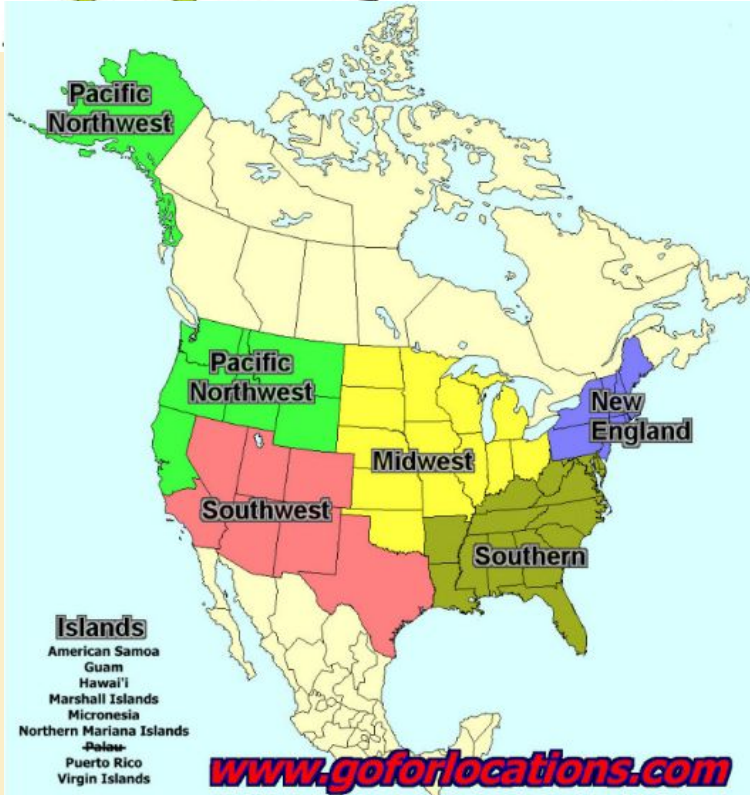 Pacific
Northwest
Pacific
Northwest
New
England
Midwest
Southwest
Southern
Islands
American Samoa
Guam
Hawai'i
Marshall Islands
Micronesia
Northern Mariana Islands
Palau
Puerto Rico
Virgin Islands
www.goforlocations.com